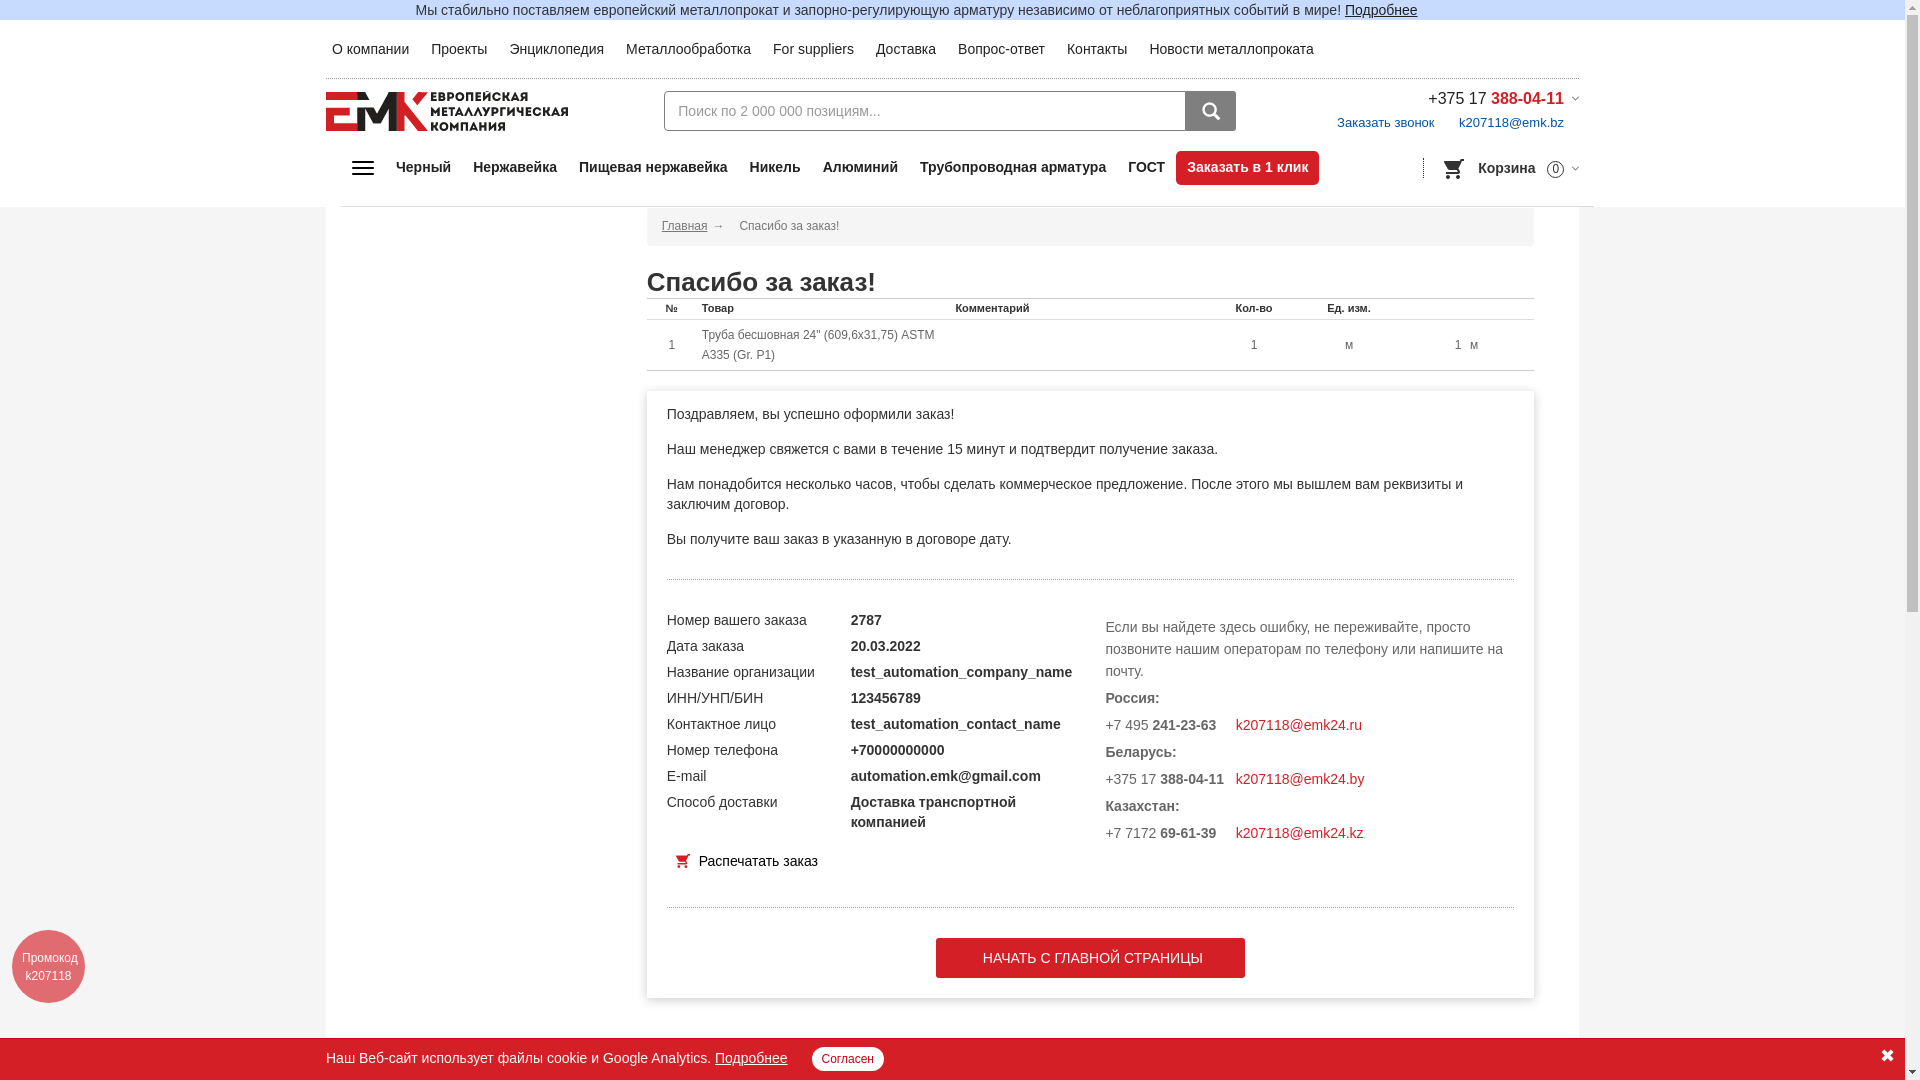 Мы стабильно поставляем европейский металлопрокат и запорно-регулирующую арматуру независимо от неблагоприятных событий в мире! Подробнее
О компании Проекты Энциклопедия Металлообработка For suppliers Доставка Вопрос-ответ Контакты Новости металлопроката
ЕМК ЕВРОПЕЙСКАЯ
МЕТАЛЛУРГИЧЕСКАЯ
КОМПАНИЯ
Поиск по 2 000 000 позициям...
+375 17 388-04-11
Заказать звонок k207118@emk.bz
Черный Нержавейка Пищевая нержавейка Никель Алюминий Трубопроводная арматура ГОСТ Заказать в 1 клик Корзина 0
Главная → Спасибо за заказ!
Спасибо за заказ!
№ Товар Комментарий Кол-во Ед. изм.
1 Труба бесшовная 24" (609,6х31,75) ASTM
A335 (Gr. P1) 1 м 1 м
Поздравляем, вы успешно оформили заказ!
Наш менеджер свяжется с вами в течение 15 минут и подтвердит получение заказа.
Нам понадобится несколько часов, чтобы сделать коммерческое предложение. После этого мы вышлем вам реквизиты и
заключим договор.
Вы получите ваш заказ в указанную в договоре дату.
Номер вашего заказа 2787
Дата заказа 20.03.2022
Название организации test_automation_company_name
ИНН/УНП/БИН 123456789
Контактное лицо test_automation_contact_name
Номер телефона +70000000000
E-mail automation.emk@gmail.com
Способ доставки Доставка транспортной
компанией
Распечатать заказ
Если вы найдете здесь ошибку, не переживайте, просто
позвоните нашим операторам по телефону или напишите на
почту.
Россия:
+7 495 241-23-63 k207118@emk24.ru
Беларусь:
+375 17 388-04-11 k207118@emk24.by
Казахстан:
+7 7172 69-61-39 k207118@emk24.kz
НАЧАТЬ С ГЛАВНОЙ СТРАНИЦЫ
Промокод
k207118
Наш Веб-сайт использует файлы cookie и Google Analytics. Подробнее Согласен